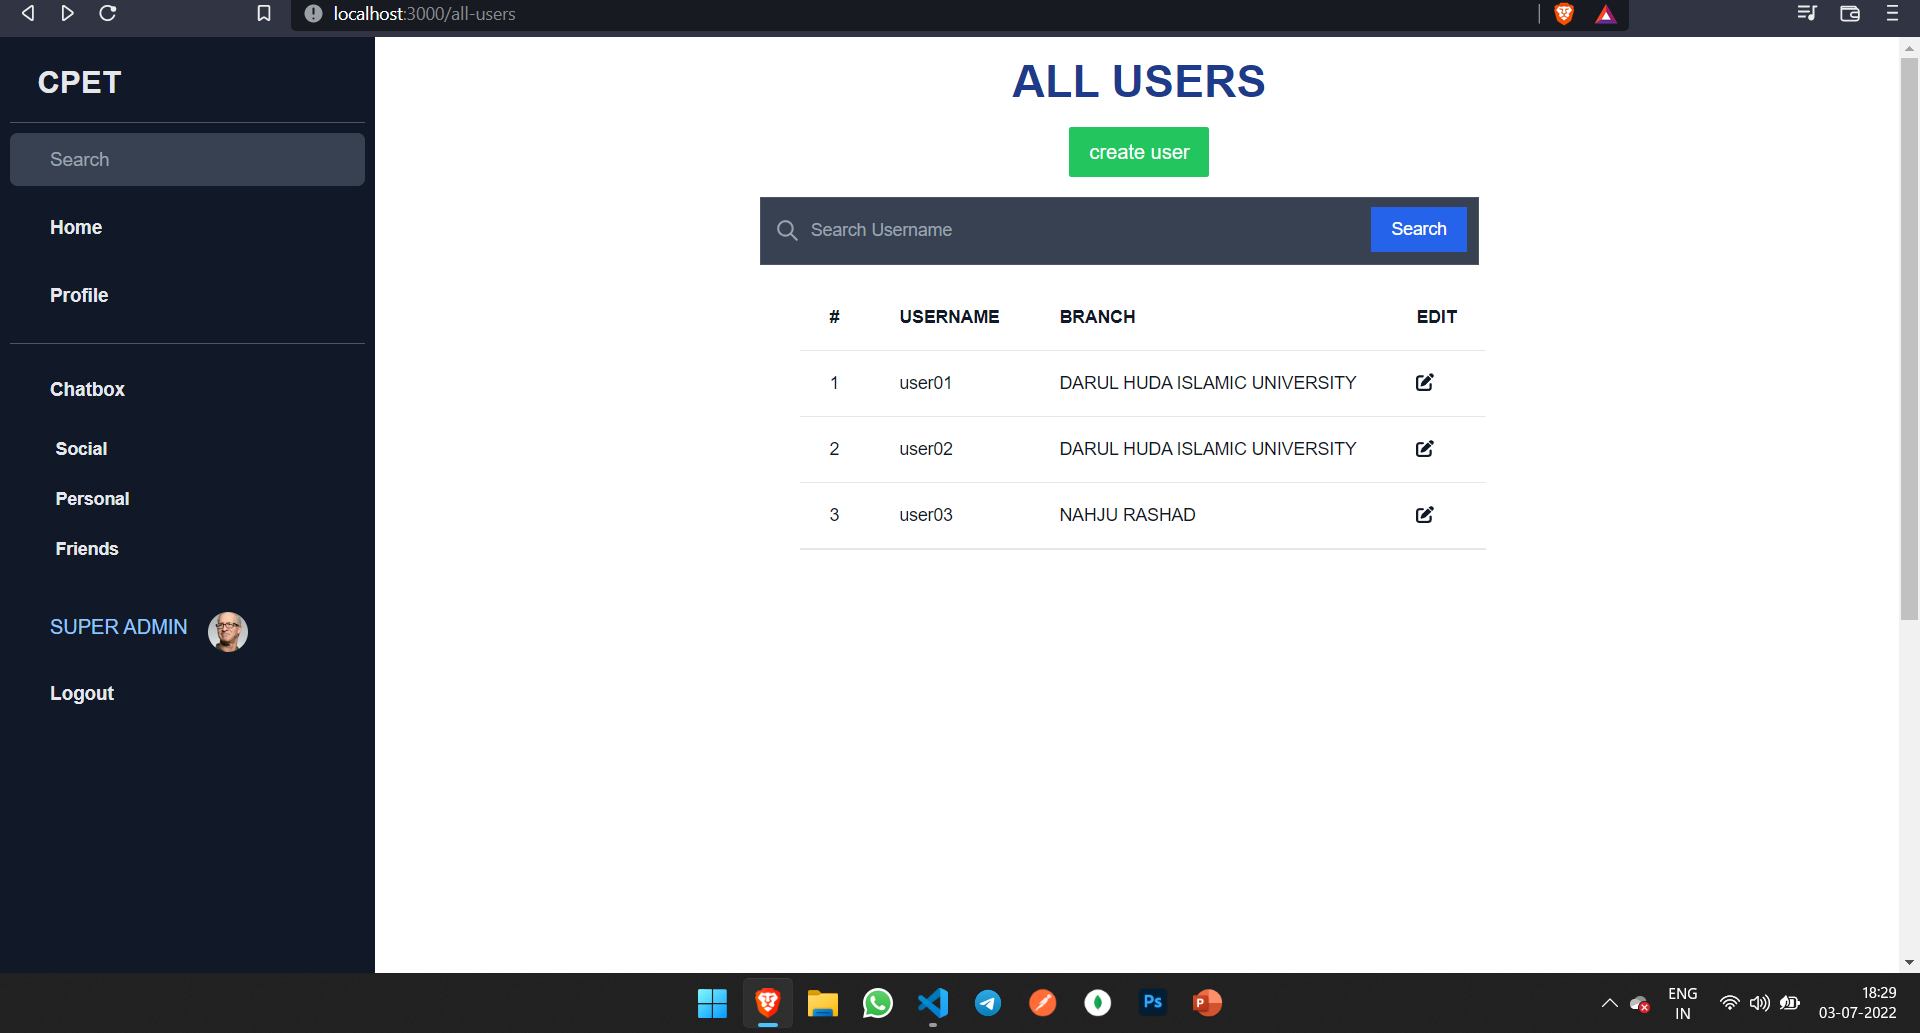 localhost:3000/all-users
CPET
Search
Home
Profile
Chatbox
Social
Personal
Friends
SUPER ADMIN
Logout
ALL USERS
create user
Search Username
Search
# USERNAME BRANCH EDIT
1 user01 DARUL HUDA ISLAMIC UNIVERSITY
2 user02 DARUL HUDA ISLAMIC UNIVERSITY
3 user03 NAHJU RASHAD
Ps
P
ENG
IN
18:29
03-07-2022